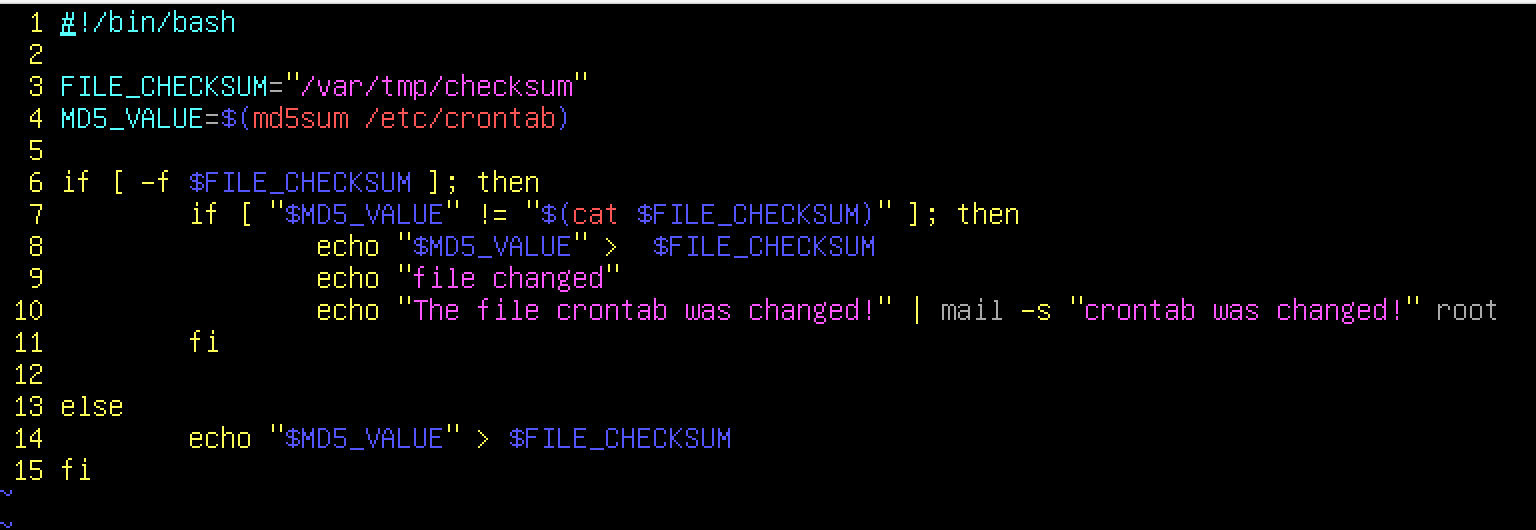 1 #!/bin/bash
2
3 FILE_CHECKSUM="/var/tmp/checksum"
4 MD5_VALUE=$(md5sum /etc/crontab)
5
6 if [ -f $FILE_CHECKSUM ]; then
7         if [ "$MD5_VALUE" != "$(cat $FILE_CHECKSUM)" ]; then
8                 echo "$MD5_VALUE" >  $FILE_CHECKSUM
9                 echo "file changed"
10                 echo "The file crontab was changed!" | mail -s "crontab was changed!" root
11         fi
12
13 else
14         echo "$MD5_VALUE" > $FILE_CHECKSUM
15 fi
~
~